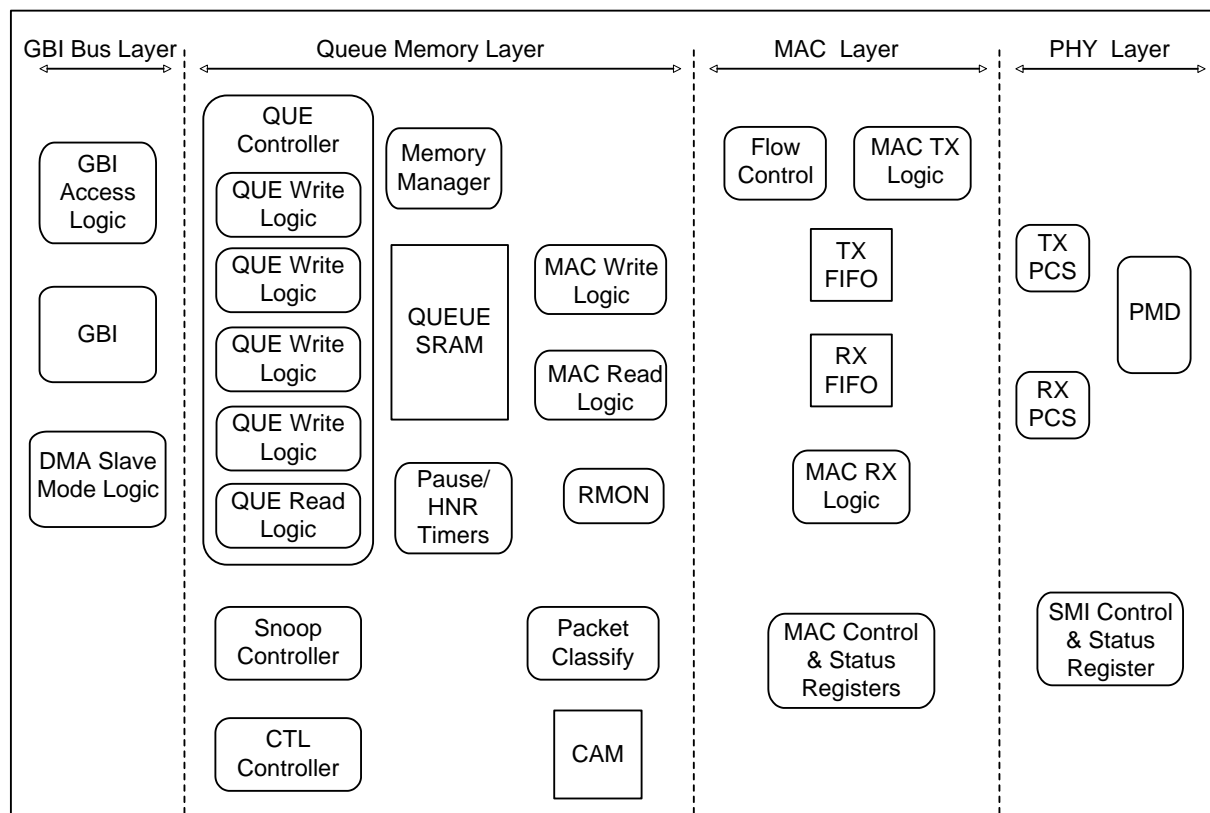 GBI Bus Layer
Queue Memory Layer
MAC Layer
PHY Layer
GBI
Access
Logic
GBI
DMA Slave
Mode Logic
QUE
Controller
QUE Write
Logic
QUE Write
Logic
QUE Write
Logic
QUE Write
Logic
QUE Read
Logic
Snoop
Controller
CTL
Controller
Memory
Manager
QUEUE
SRAM
Pause/
HNR
Timers
MAC Write
Logic
MAC Read
Logic
RMON
Packet
Classify
CAM
Flow
Control
MAC TX
Logic
TX
FIFO
RX
FIFO
MAC RX
Logic
MAC Control
& Status
Registers
TX
PCS
PMD
RX
PCS
SMI Control
& Status
Register